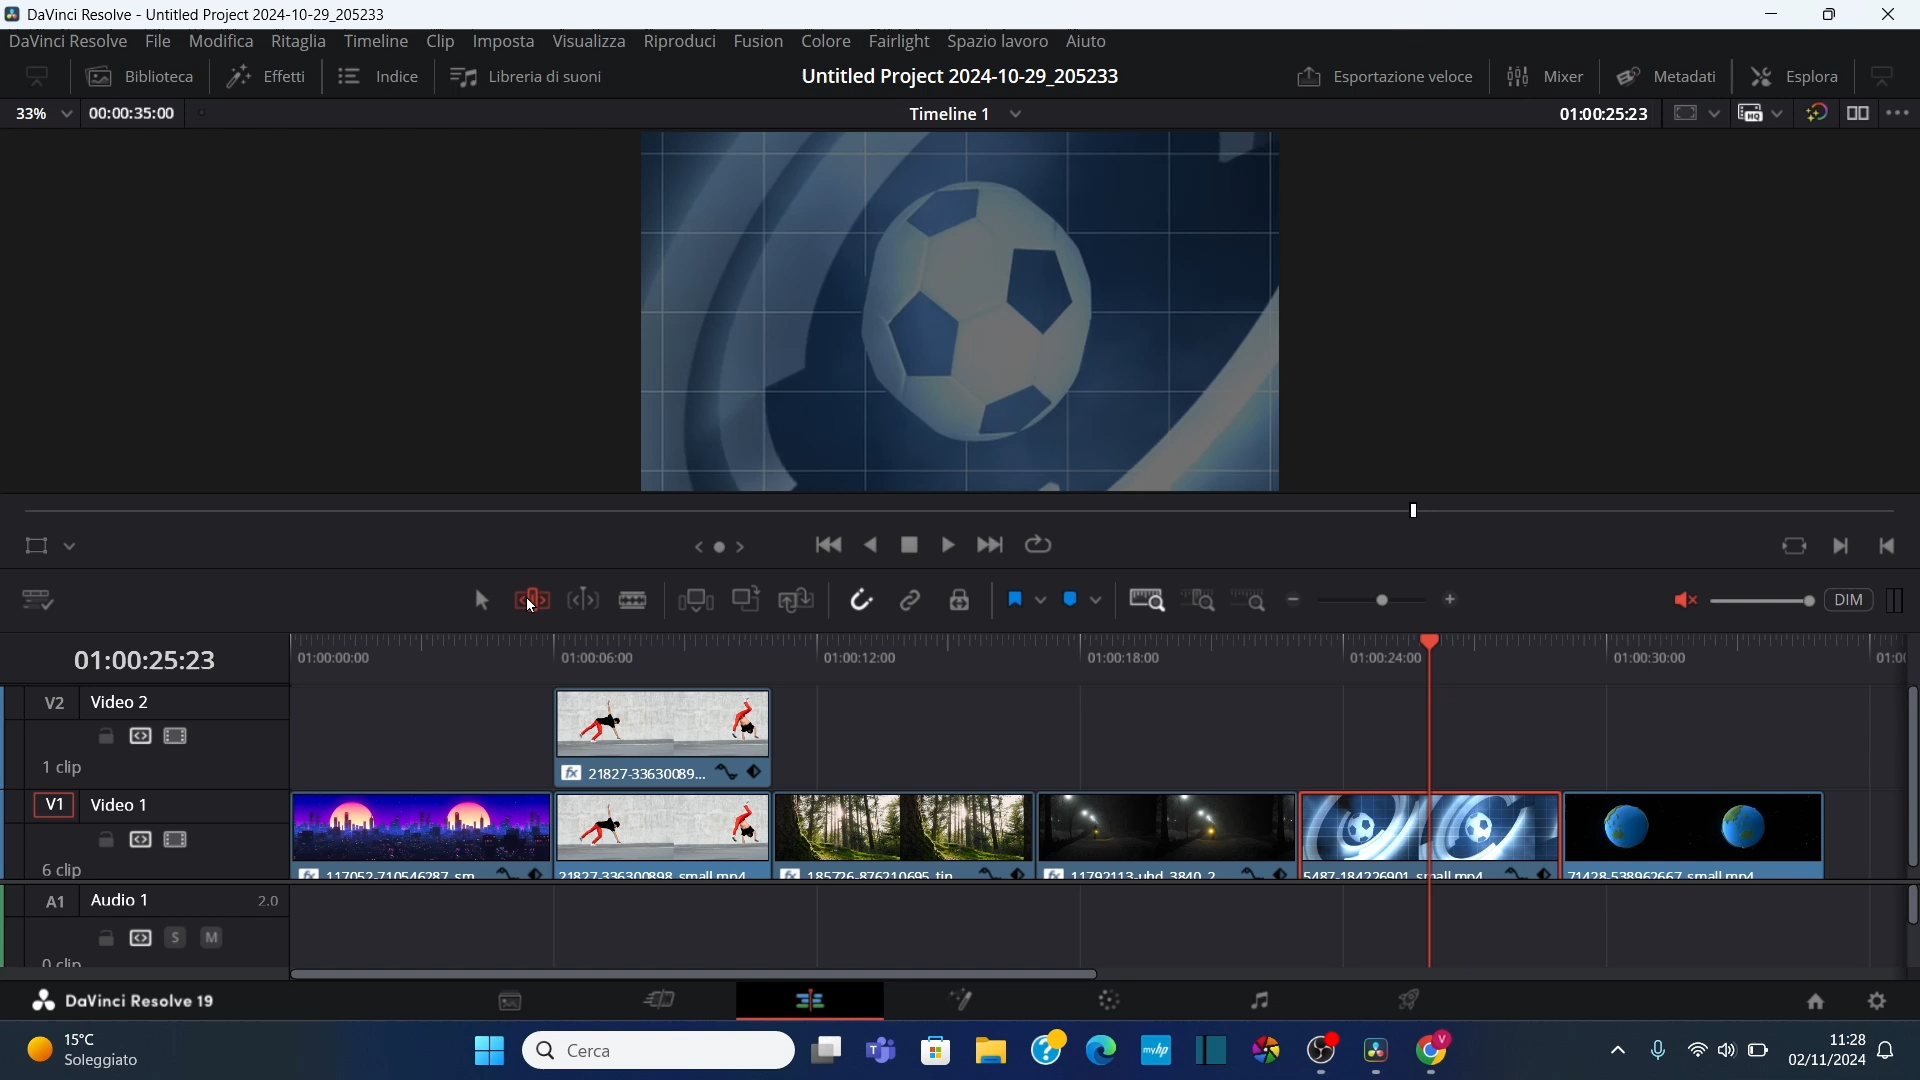 DaVinci Resolve - Untitled Project 2024-10-29_205233
DaVinci Resolve File Modifica Ritaglia Timeline Clip Imposta Visualizza Riproduci Fusion Colore Fairlight Spazio lavoro Aiuto
Biblioteca Effetti Indice Libreria di suoni Untitled Project 2024-10-29_205233 Esportazione veloce Mixer Metadati Esplora
33% 00:00:35:00 Timeline 1 01:00:25:23 HQ
DIM
01:00:25:23 01:00:00:00 01:00:06:00 01:00:12:00 01:00:18:00 01:00:24:00 01:00:30:00
V2 Video 2
1 clip
fx 21827-33630089...
V1 Video 1
6 clip
fx 117052-710546287_sm 21827-336300898_small.mp4 fx 185726-876210695_tin fx 11792113-uhd_3840_2 5487-184226901_small.mp4 71428-538962667_small.mp4
A1 Audio 1 2.0
S M
0 clip
DaVinci Resolve 19
15°C
Soleggiato
Cerca
myhp
V
11:28
02/11/2024